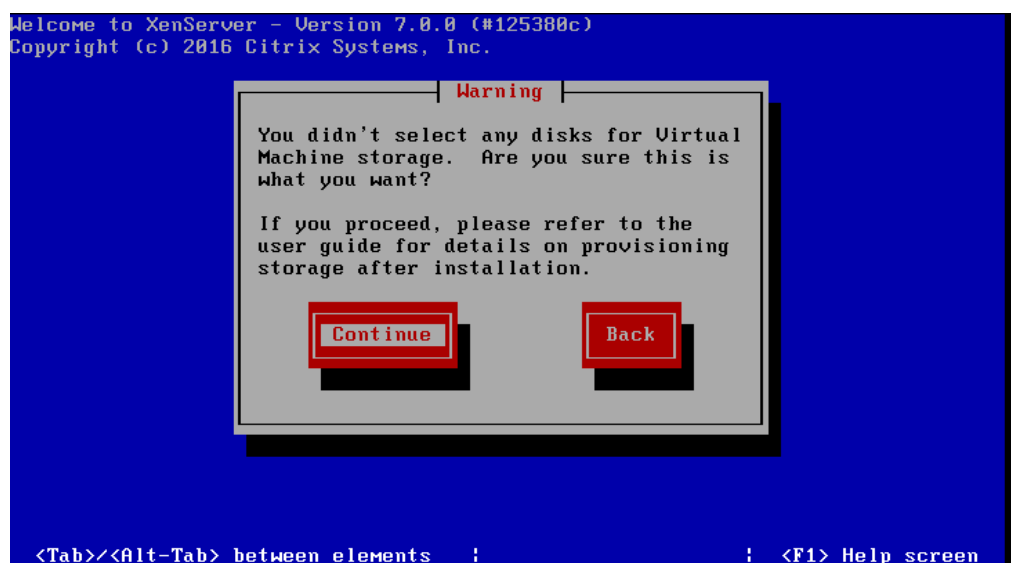 Welcome to XenServer - Version 7.0.0 (#125380c)
Copyright (c) 2016 Citrix Systems, Inc.
Warning
You didn't select any disks for Virtual
Machine storage.  Are you sure this is
what you want?
If you proceed, please refer to the
user guide for details on provisioning
storage after installation.
Continue Back
<Tab>/<Alt-Tab> between elements ¦ ¦ <F1> Help screen